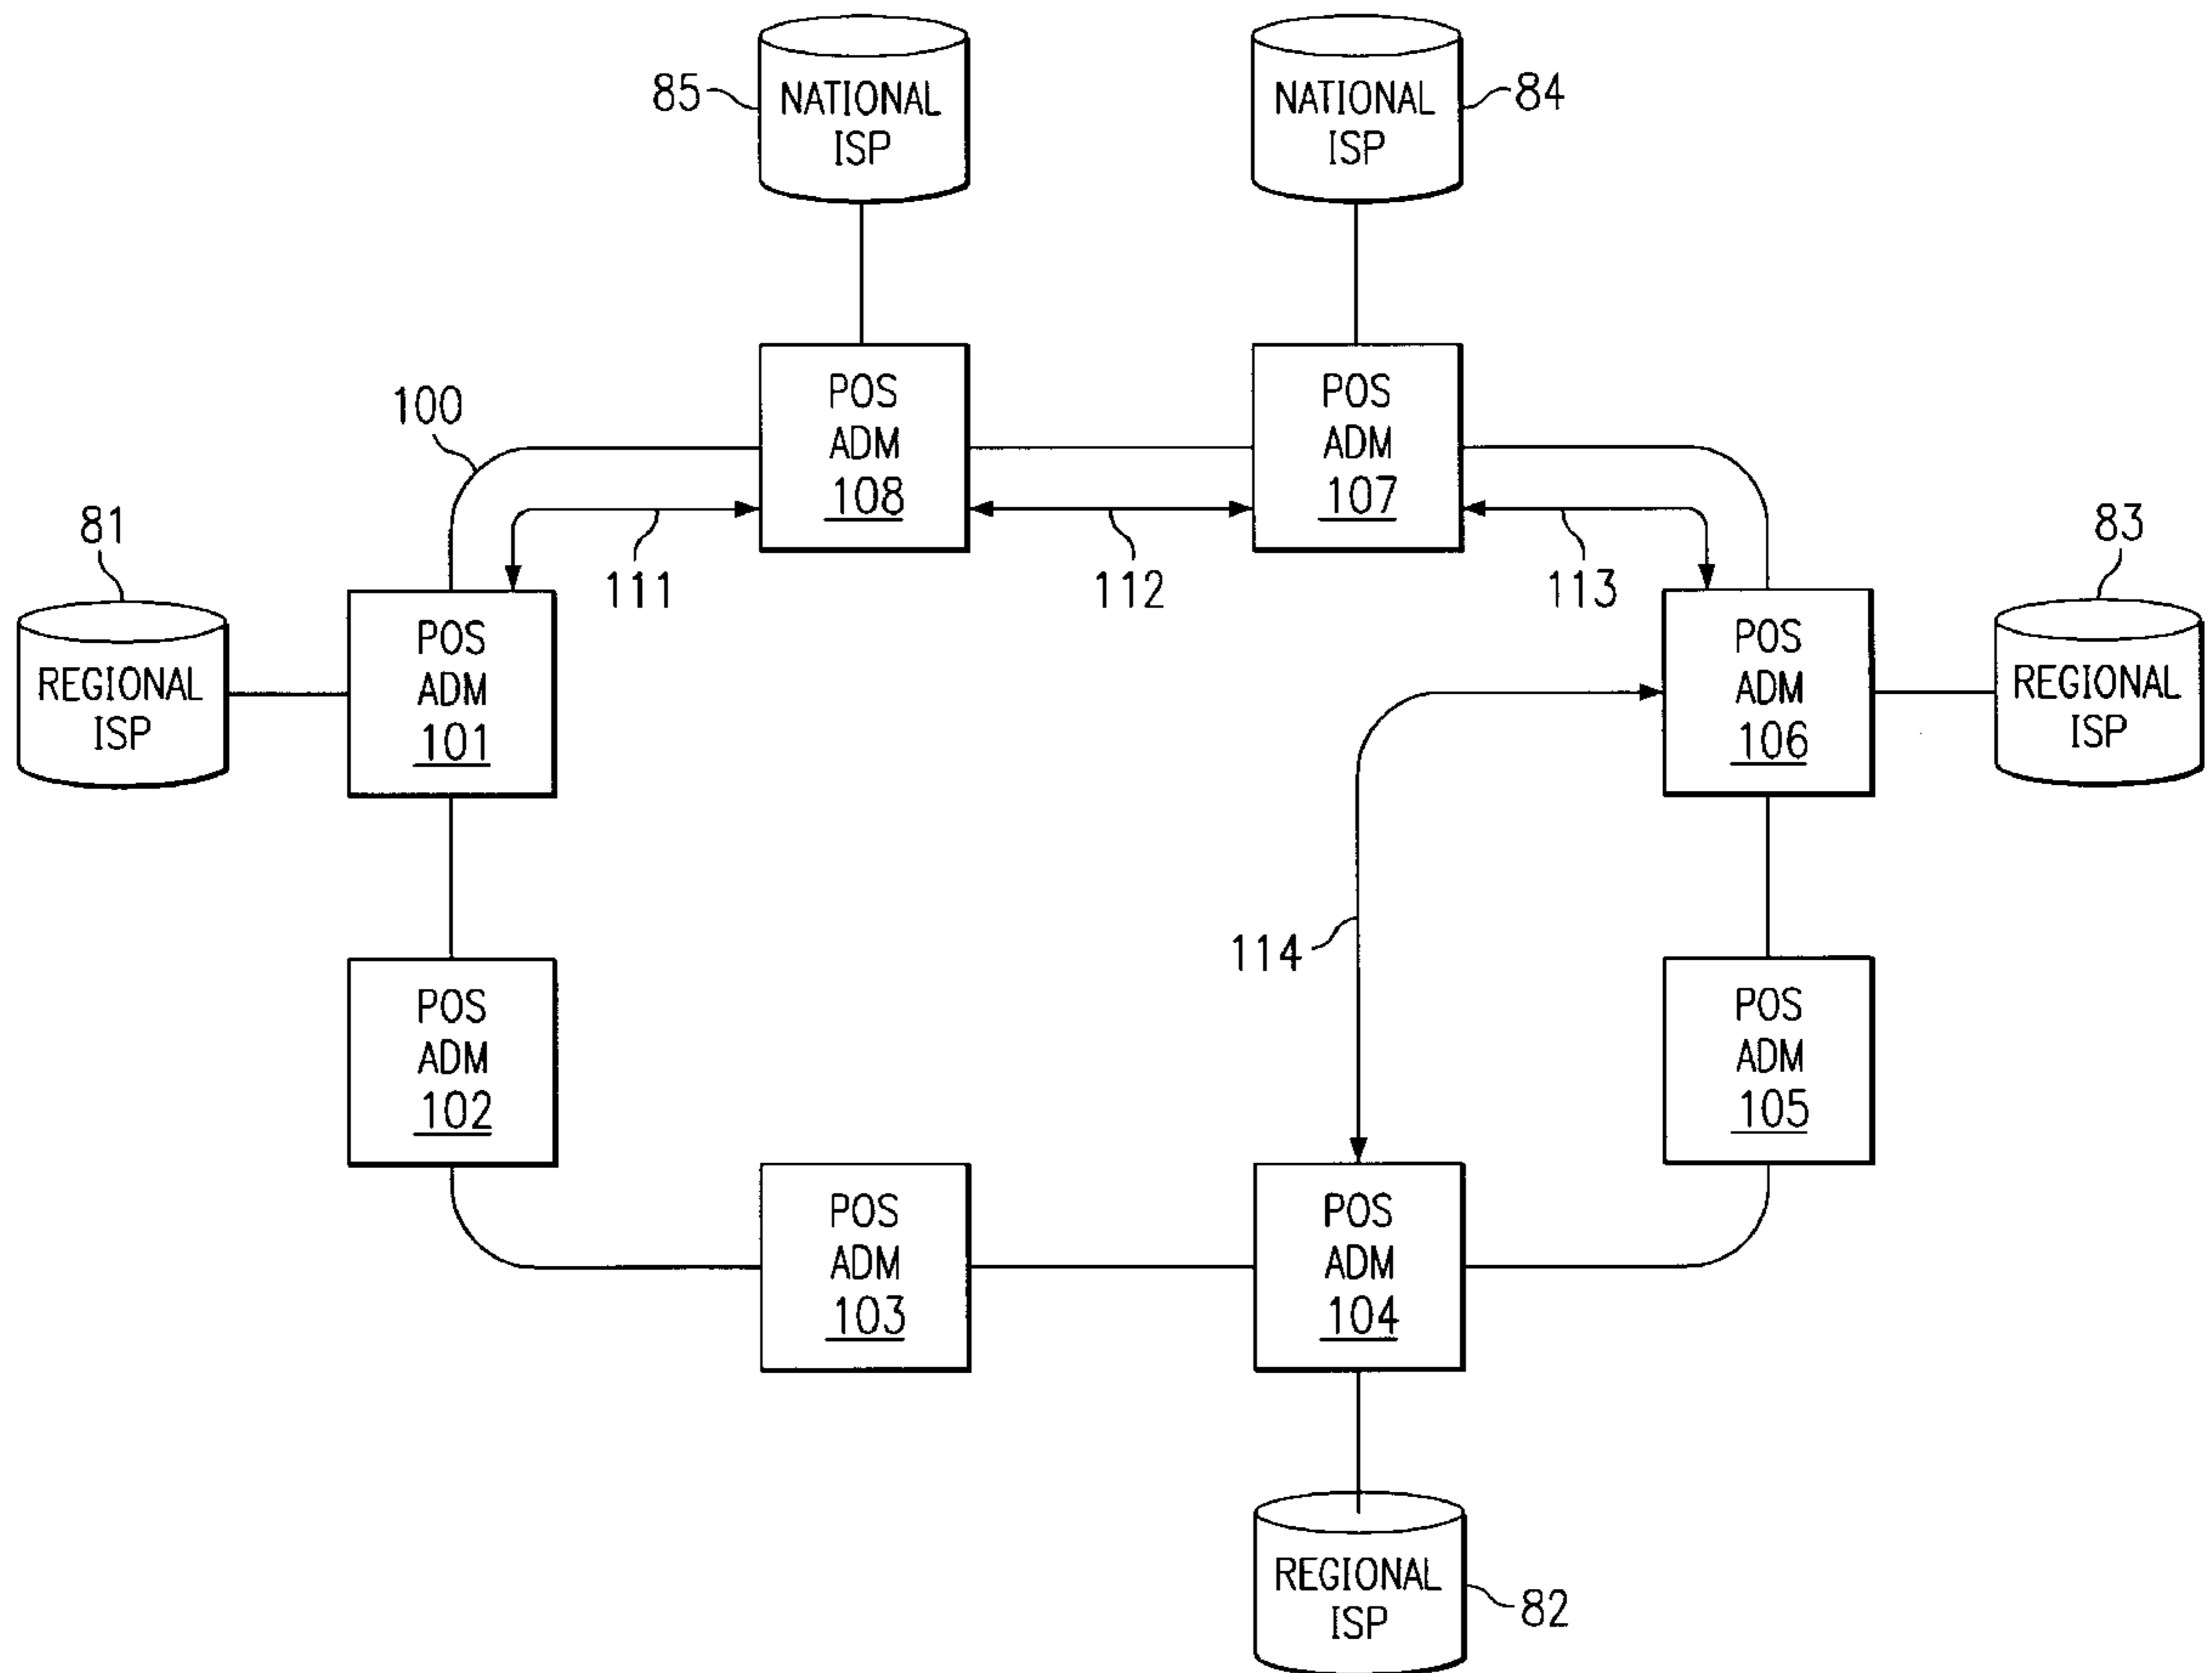 85
NATIONAL
ISP
NATIONAL
ISP
84
100
POS
ADM
108
POS
ADM
107
81
111
112
113
83
REGIONAL
ISP
POS
ADM
101
POS
ADM
106
REGIONAL
ISP
114
POS
ADM
102
POS
ADM
105
POS
ADM
103
POS
ADM
104
REGIONAL
ISP
82